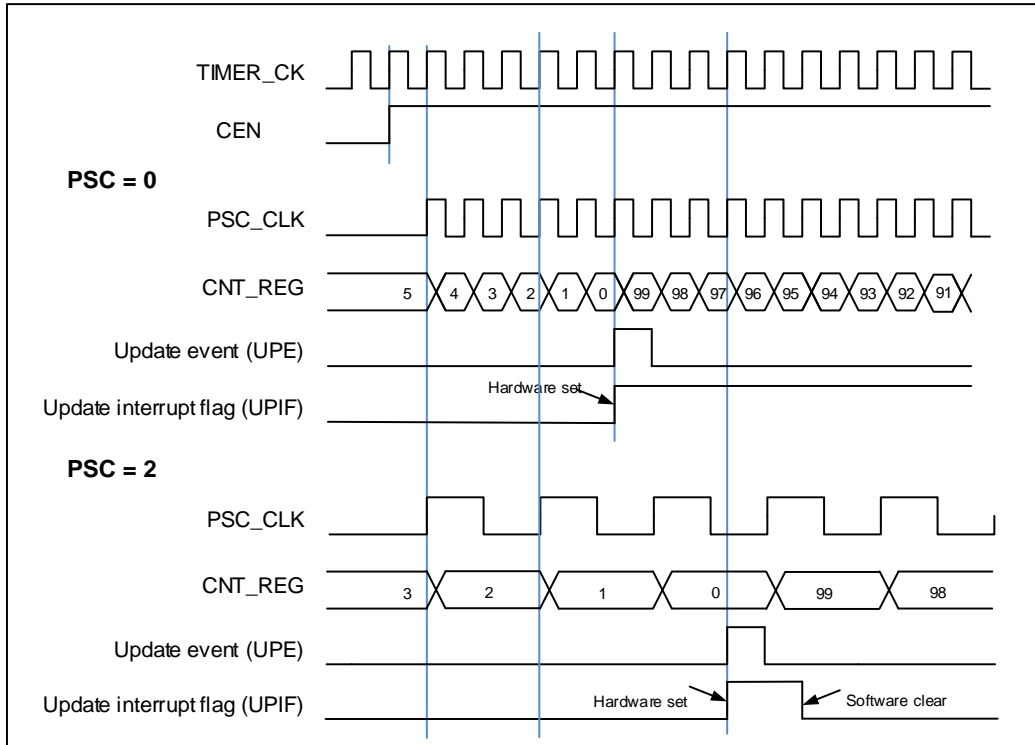 TIMER_CK
CEN
PSC = 0
PSC_CLK
CNT_REG 5 4 3 2 1 0 99 98 97 96 95 94 93 92 91
Update event (UPE)
Hardware set
Update interrupt flag (UPIF)
PSC = 2
PSC_CLK
CNT_REG 3 2 1 0 99 98
Update event (UPE)
Update interrupt flag (UPIF) Hardware set Software clear